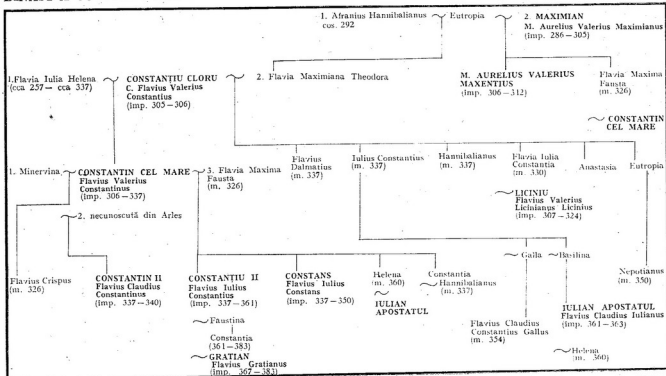 1. Afranius Hannibalianus ~ Eutropia ~ 2. MAXIMIAN
cos. 292
M. Aurelius Valerius Maximianus
(imp. 286—305)
1. Flavia Iulia Helena ~ CONSTANȚIU CLORU ~ 2. Flavia Maximiana Theodora
(cca 257— cca 337)
C. Flavius Valerius
Constantius
(imp. 305—306)
M. AURELIUS VALERIUS
MAXENTIUS
(imp. 306—312)
Flavia Maxima
Fausta
(m. 326)
~ CONSTANTIN
CEL MARE
1. Minervina ~ CONSTANTIN CEL MARE ~ 3. Flavia Maxima
Flavius Valerius
Constantinus
(imp. 306—337)
Fausta
(m. 326)
Flavius
Dalmatius
(m. 337)
Iulius Constantius
(m. 337)
Hannibalianus
(m. 337)
Flavia Iulia
Constantia
(m. 330)
Anastasia
Eutropia
~ LICINIU
Flavius Valerius
Licinianus Licinius
(imp. 307—324)
~ 2. necunoscută din Arles
~ Galla
~ Basilina
Flavius Crispus
(m. 326)
CONSTANTIN II
Flavius Claudius
Constantinus
(imp. 337—340)
CONSTANȚIU II
Flavius Iulius
Constantius
(imp. 337—361)
CONSTANS
Flavius Iulius
Constans
(imp. 337—350)
Helena
(m. 360)
~ IULIAN
APOSTATUL
Constantia
~ Hannibalianus
(m. 337)
Nepotianus
(m. 350)
~ Faustina
Constantia
(361—383)
~ GRATIAN
Flavius Gratianus
(imp. 367—383)
Flavius Claudius
Constantius Gallus
(m. 354)
IULIAN APOSTATUL
Flavius Claudius Iulianus
(imp. 361—363)
~ Helena
(m. 360)